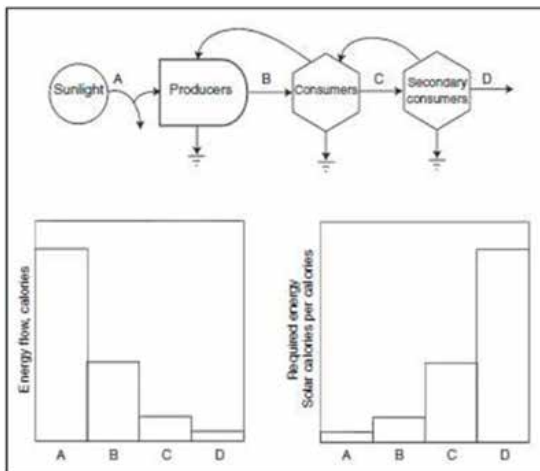 A
B
C
D
Sunlight
Producers
Consumers
Secondary
consumers
Energy flow, calories
A
B
C
D
Required energy
Solar calories per calories
A
B
C
D